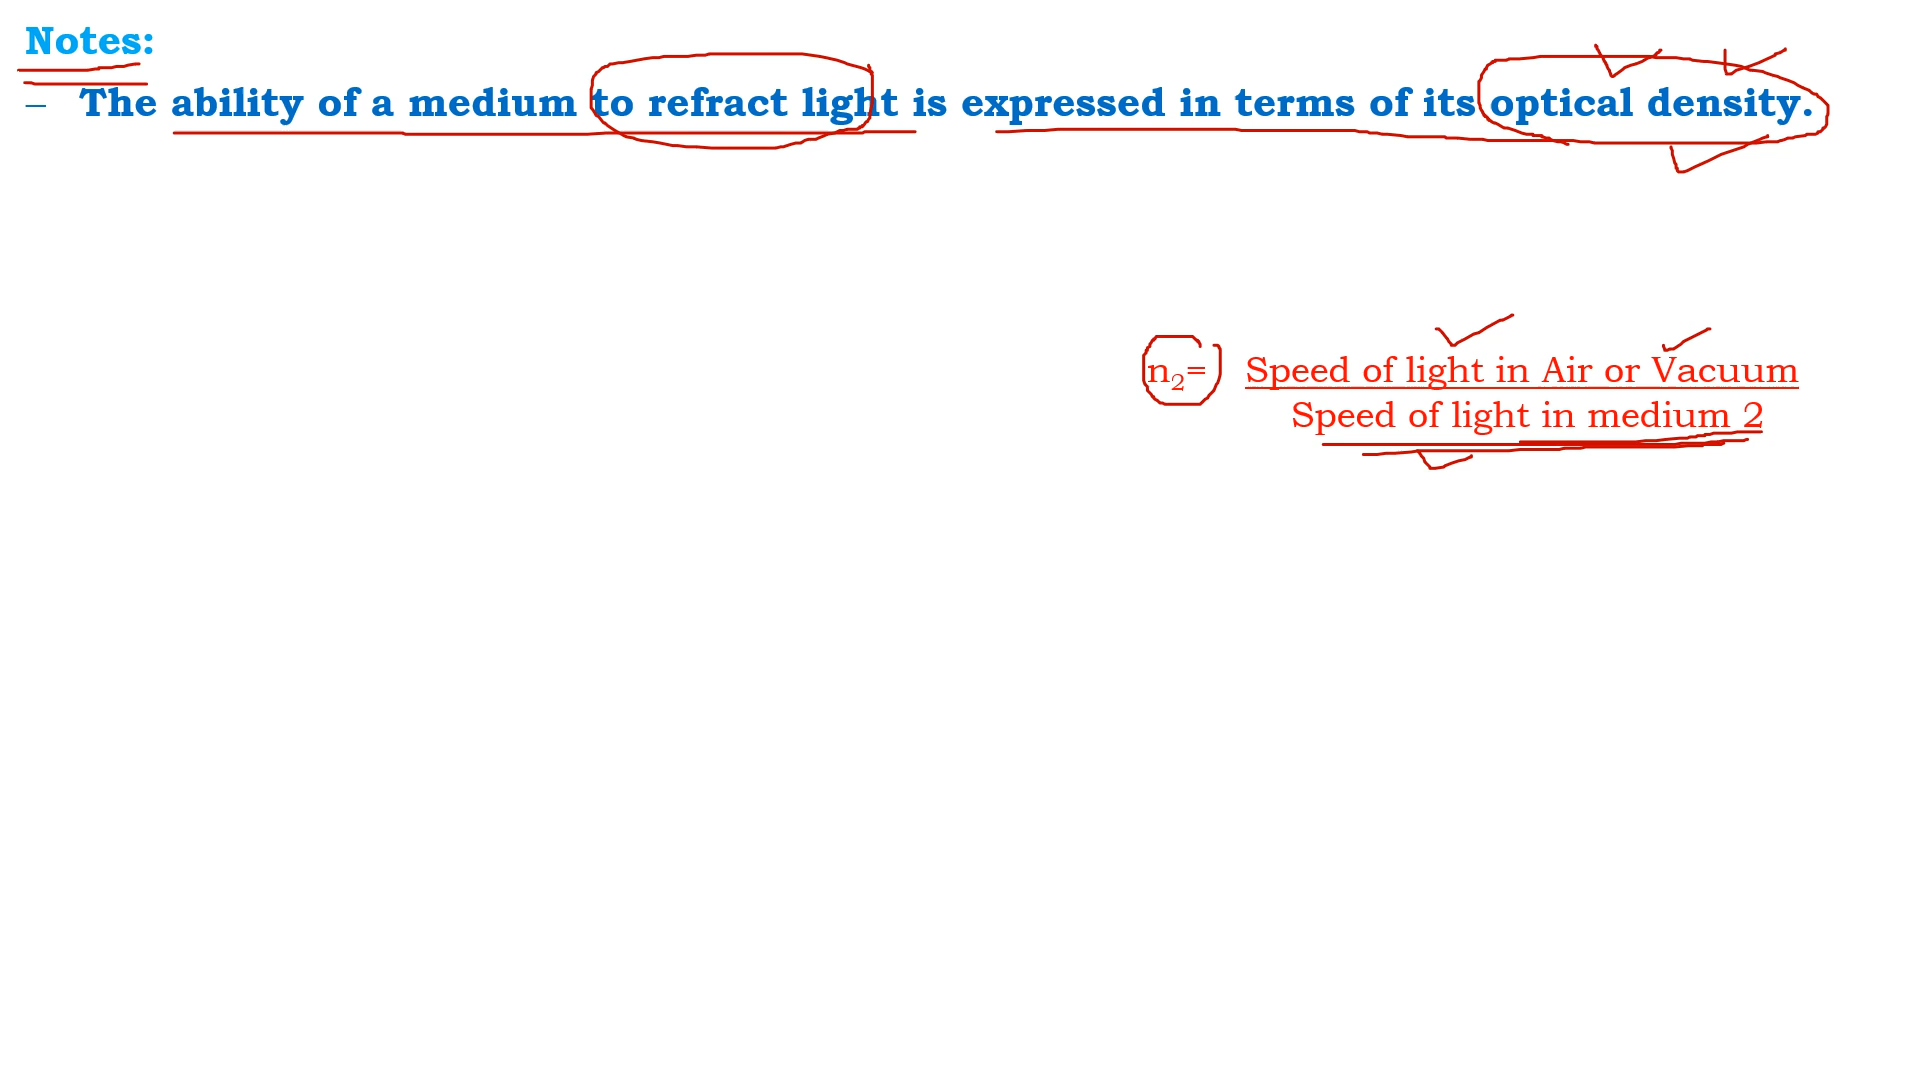 Notes:
– The ability of a medium to refract light is expressed in terms of its optical density.
n₂= Speed of light in Air or Vacuum
Speed of light in medium 2